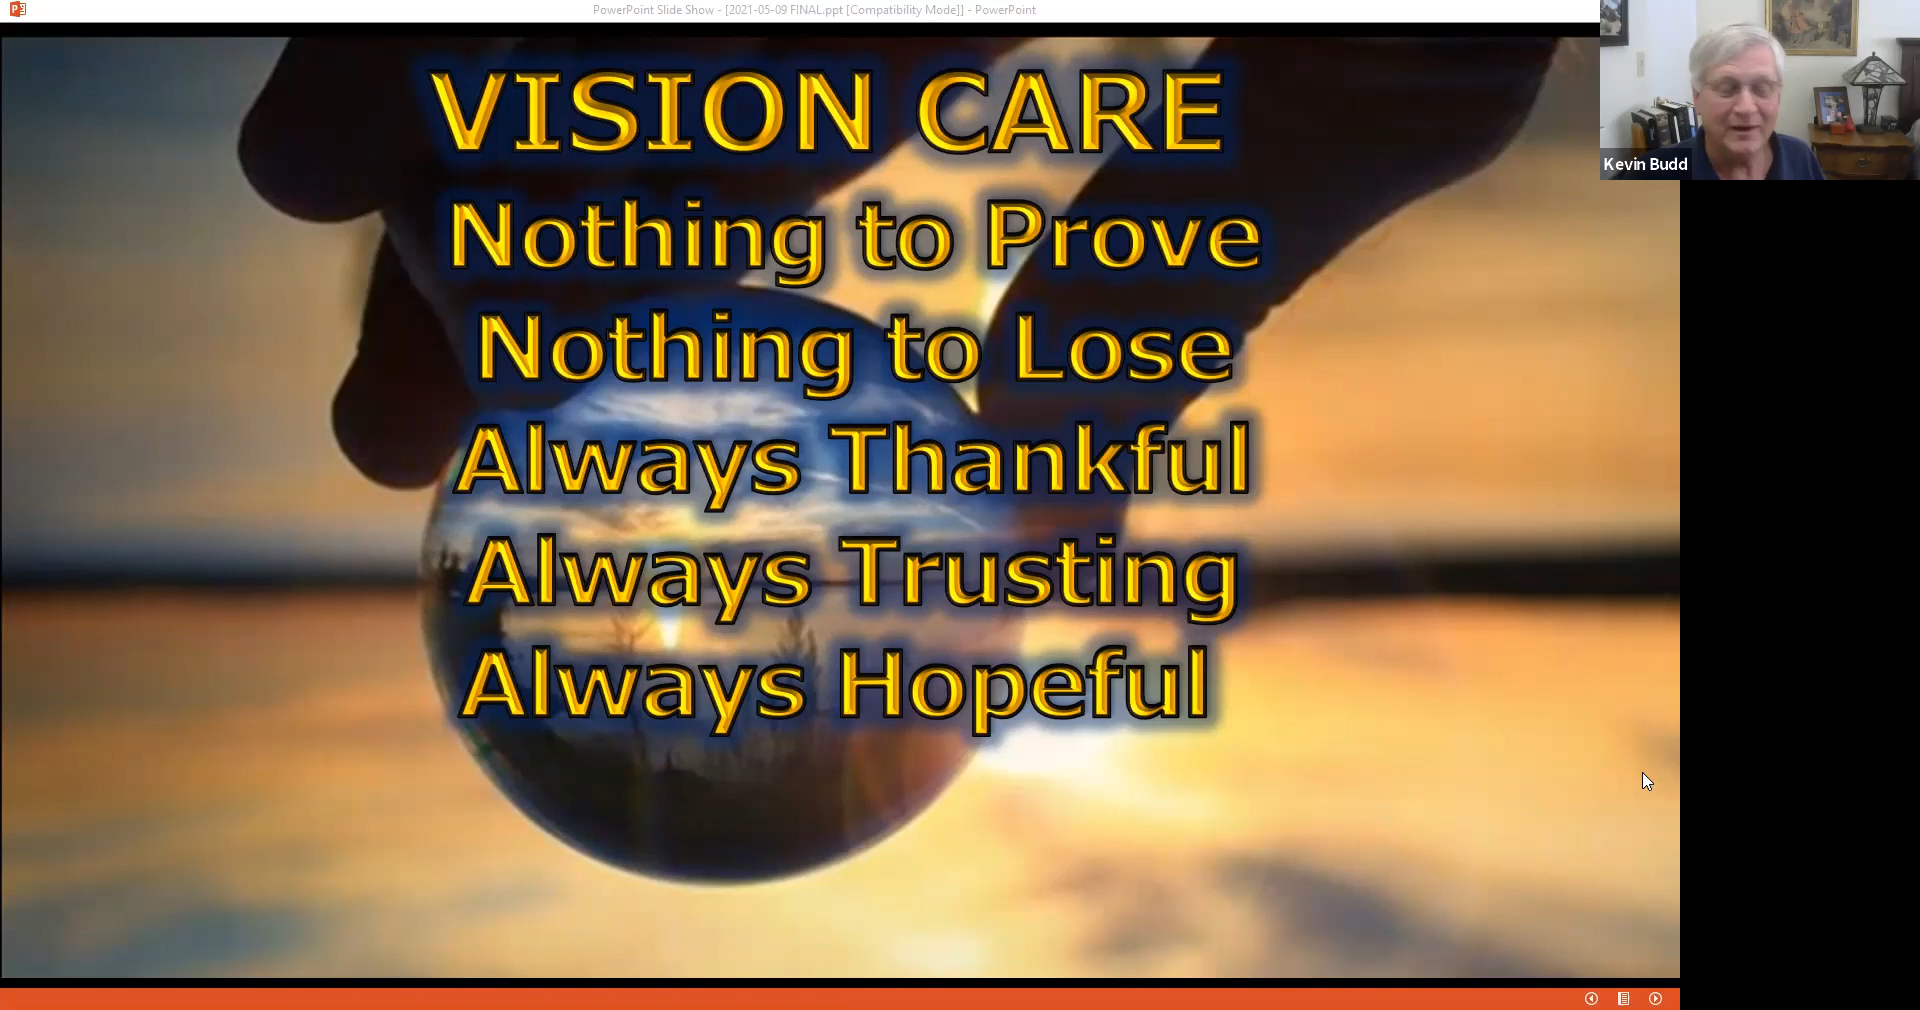 PowerPoint Slide Show - [2021-05-09 FINAL.ppt [Compatibility Mode]] - PowerPoint
VISION CARE
Nothing to Prove
Nothing to Lose
Always Thankful
Always Trusting
Always Hopeful
Kevin Budd